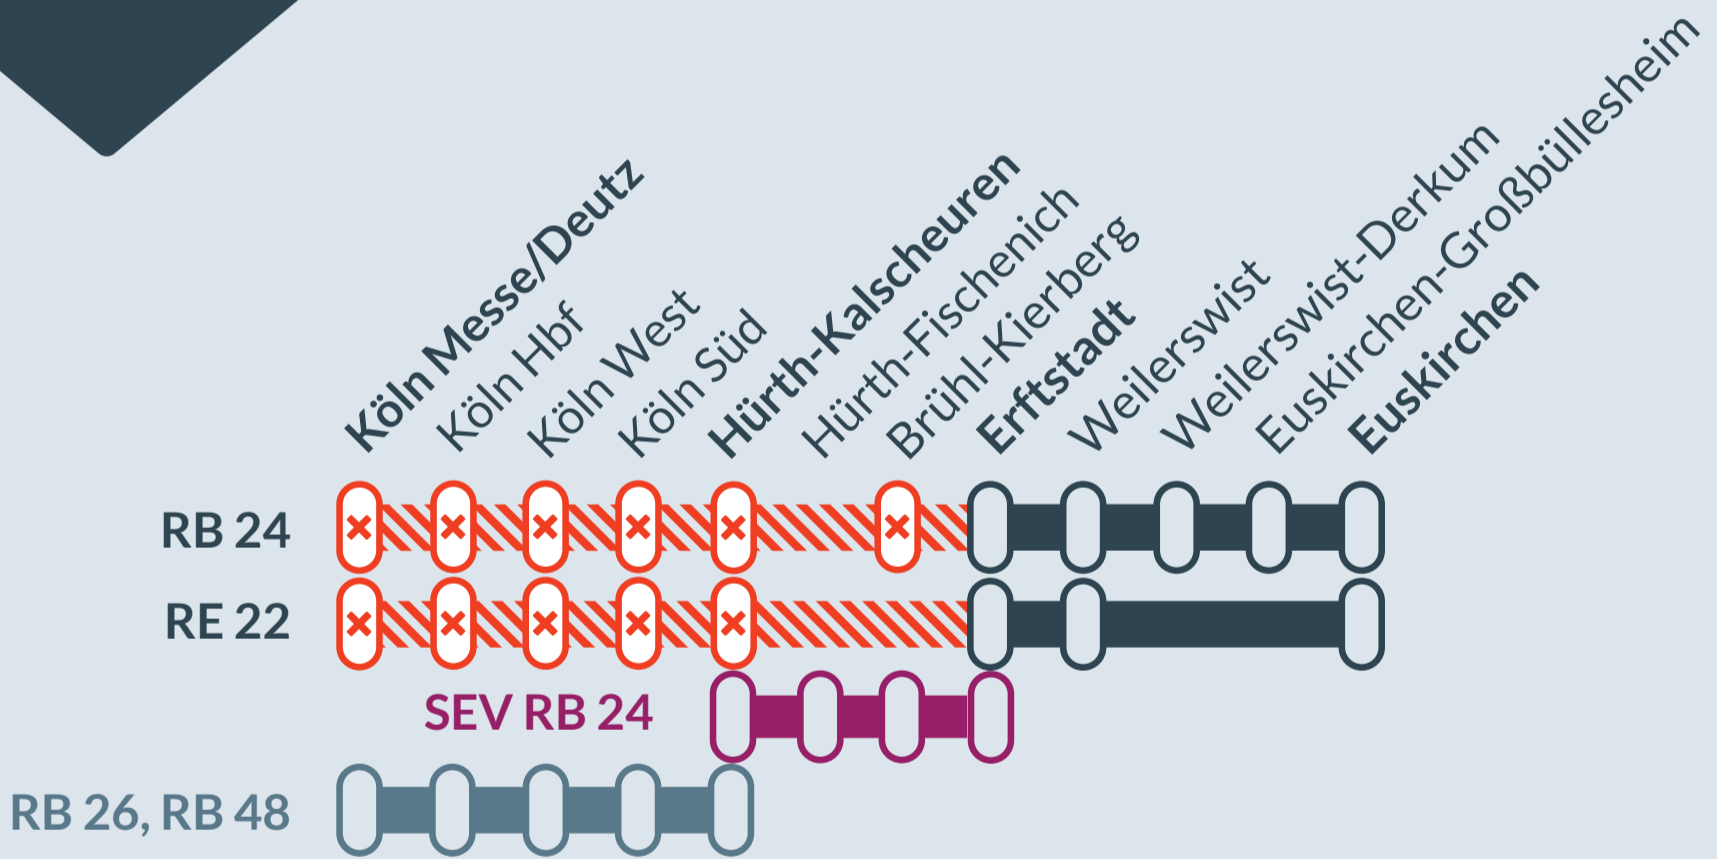 Köln Messe/Deutz
Köln Hbf
Köln West
Köln Süd
Hürth-Kalscheuren
Hürth-Fischenich
Brühl-Kierberg
Erftstadt
Weilerswist
Weilerswist-Derkum
Euskirchen-Großbüllesheim
Euskirchen
RB 24
RE 22
SEV RB 24
RB 26, RB 48